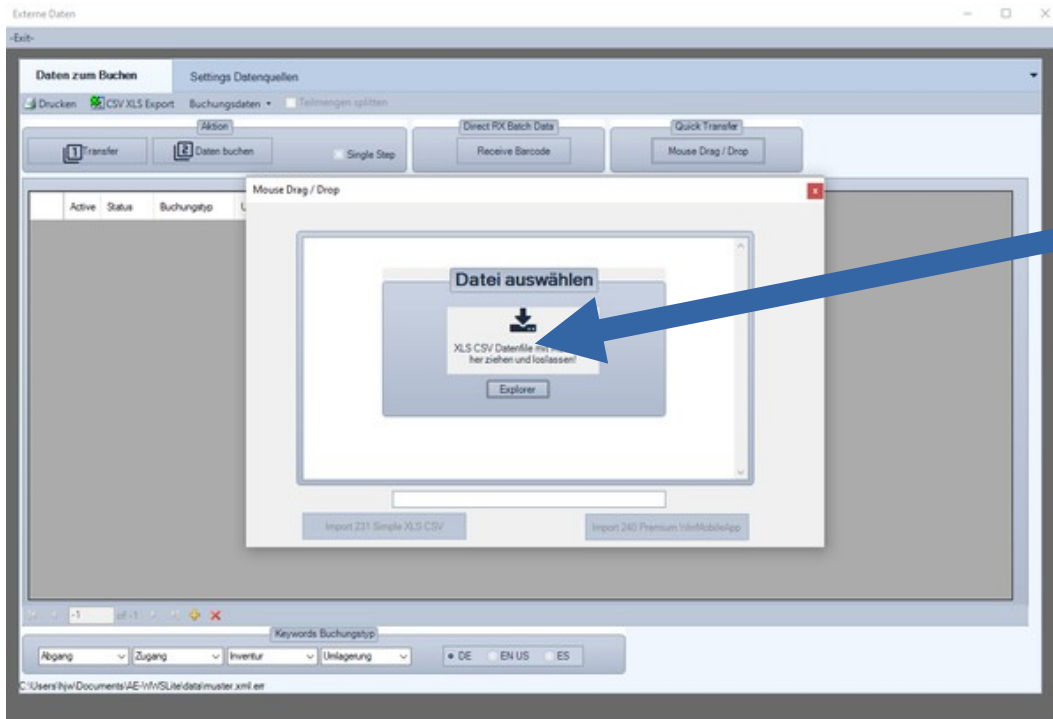 Externe Daten
-Exit-
Daten zum Buchen Settings Datenquellen
Drucken CSV XLS Export Buchungsdaten Teilmengen splitten
Aktion Direct RX Batch Data Quick Transfer
1 Transfer 2 Daten buchen Single Step Receive Barcode Mouse Drag / Drop
Mouse Drag / Drop
Active Status Buchungstyp
Datei auswählen
XLS CSV Datenfile mit
her ziehen und loslassen!
Explorer
Import 231 Simple XLS CSV Import 240 Premium WinMobileApp
-1 of -1
Keywords Buchungstyp
Abgang Zugang Inventur Umlagerung DE EN US ES
C:\Users\hjw\Documents\AE-WWSLite\data\muster.xml.err